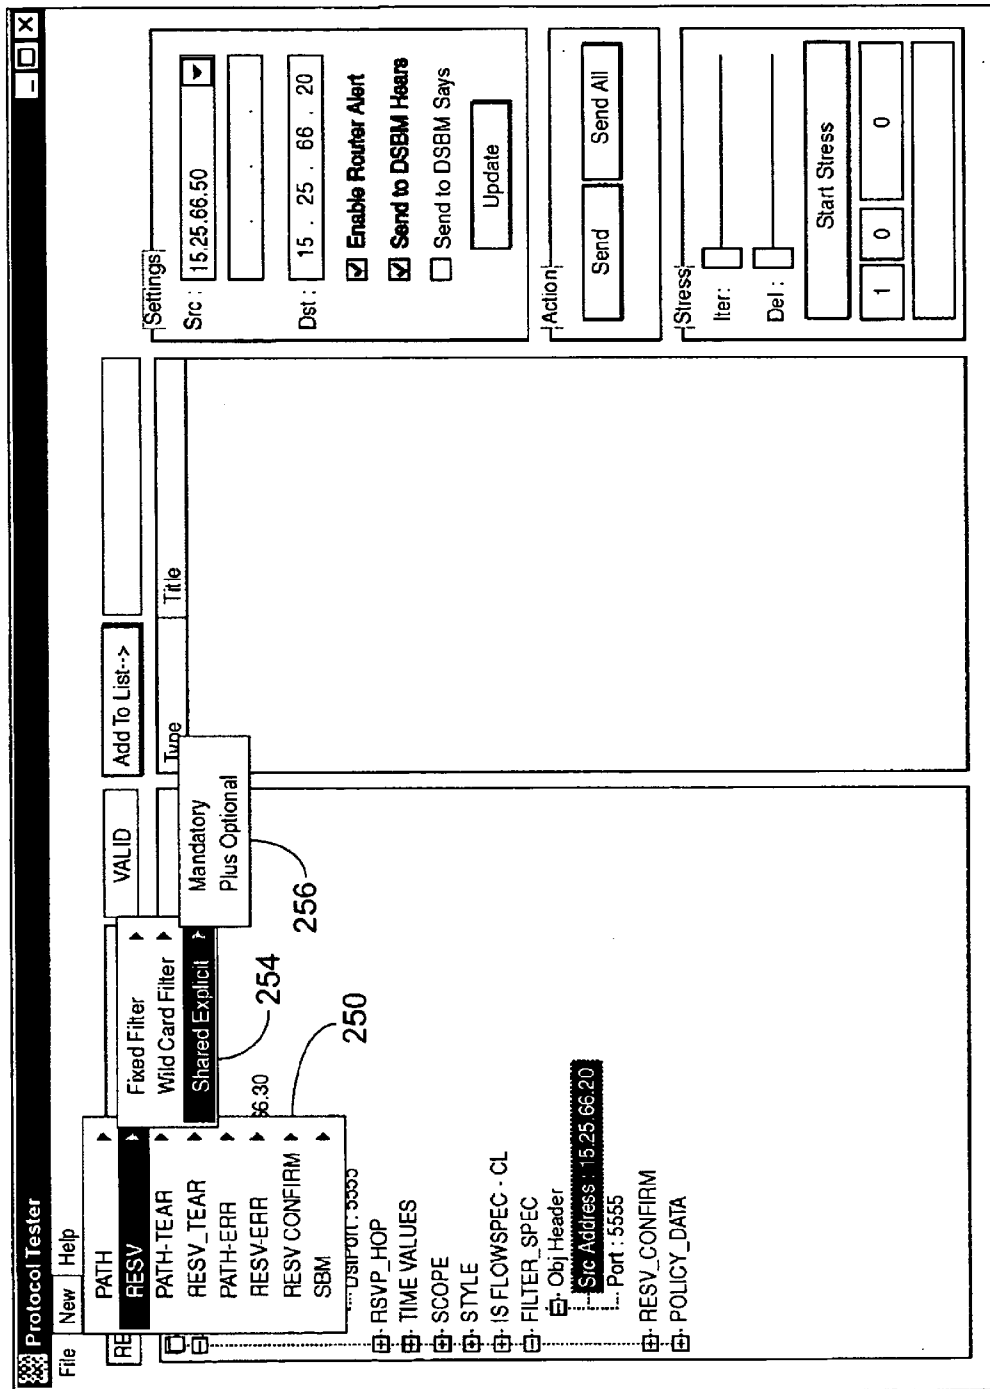 Protocol Tester
File New Help
PATH
RESV
PATH-TEAR
RESV_TEAR
PATH-ERR
RESV-ERR
RESV CONFIRM
SBM
Fixed Filter
Wild Card Filter
Shared Explicit
Mandatory
Plus Optional
254
256
250
RE
VALID
Add To List-->
Type Title
66.30
DstPort : 5555
RSVP_HOP
TIME VALUES
SCOPE
STYLE
IS FLOWSPEC - CL
FILTER_SPEC
Obj Header
Src Address : 15.25.66.20
Port : 5555
RESV_CONFIRM
POLICY_DATA
Settings
Src : 15.25.66.50
. . .
Dst : 15 . 25 . 66 . 20
Enable Router Alert
Send to DSBM Hears
Send to DSBM Says
Update
Action
Send Send All
Stress
Iter:
Del :
Start Stress
1 0 0